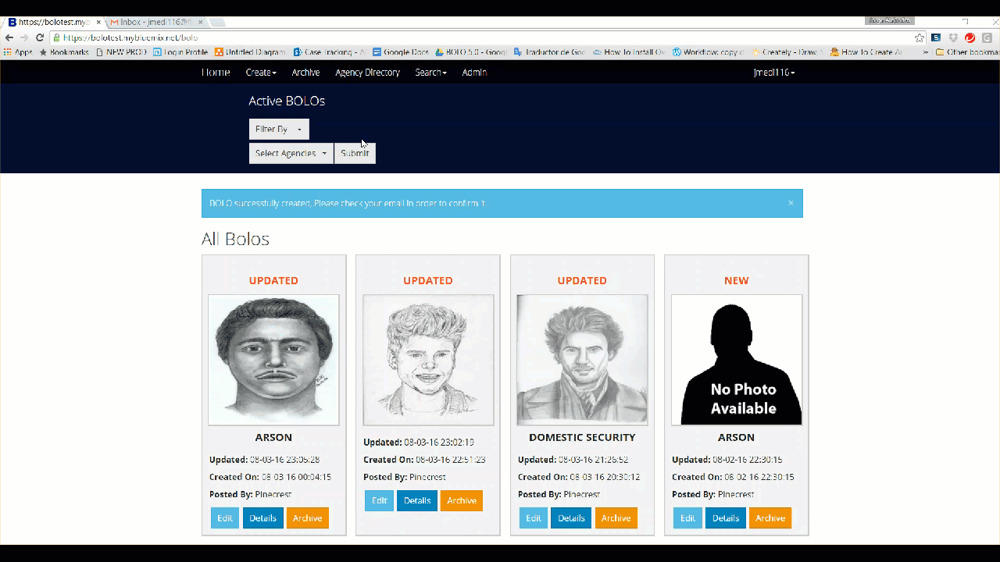 https://bolotest.myb
Inbox - jmedi116@fi
https://bolotest.mybluemix.net/bolo
Apps Bookmarks NEW PROD Login Profile Untitled Diagram Case Tracking - Google Docs BOLO 5.0 - Goog Traductor de Goo How To Install Ow Workflow: copy o Creately - Draw, S How To Create A » Other bookma
Home Create Archive Agency Directory Search Admin jmedi116
Active BOLOs
Filter By
Select Agencies Submit
BOLO successfully created, Please check your email in order to confirm it. ×
All Bolos
UPDATED UPDATED UPDATED NEW
No Photo
Available
ARSON DOMESTIC SECURITY ARSON
Updated: 08-03-16 23:05:28 Updated: 08-03-16 23:02:19 Updated: 08-03-16 21:26:52 Updated: 08-02-16 22:30:15
Created On: 08-03-16 00:04:15 Created On: 08-03-16 22:51:23 Created On: 08-03-16 20:30:12 Created On: 08-02-16 22:30:15
Posted By: Pinecrest Posted By: Pinecrest Posted By: Pinecrest Posted By: Pinecrest
Edit Details Archive Edit Details Archive Edit Details Archive Edit Details Archive